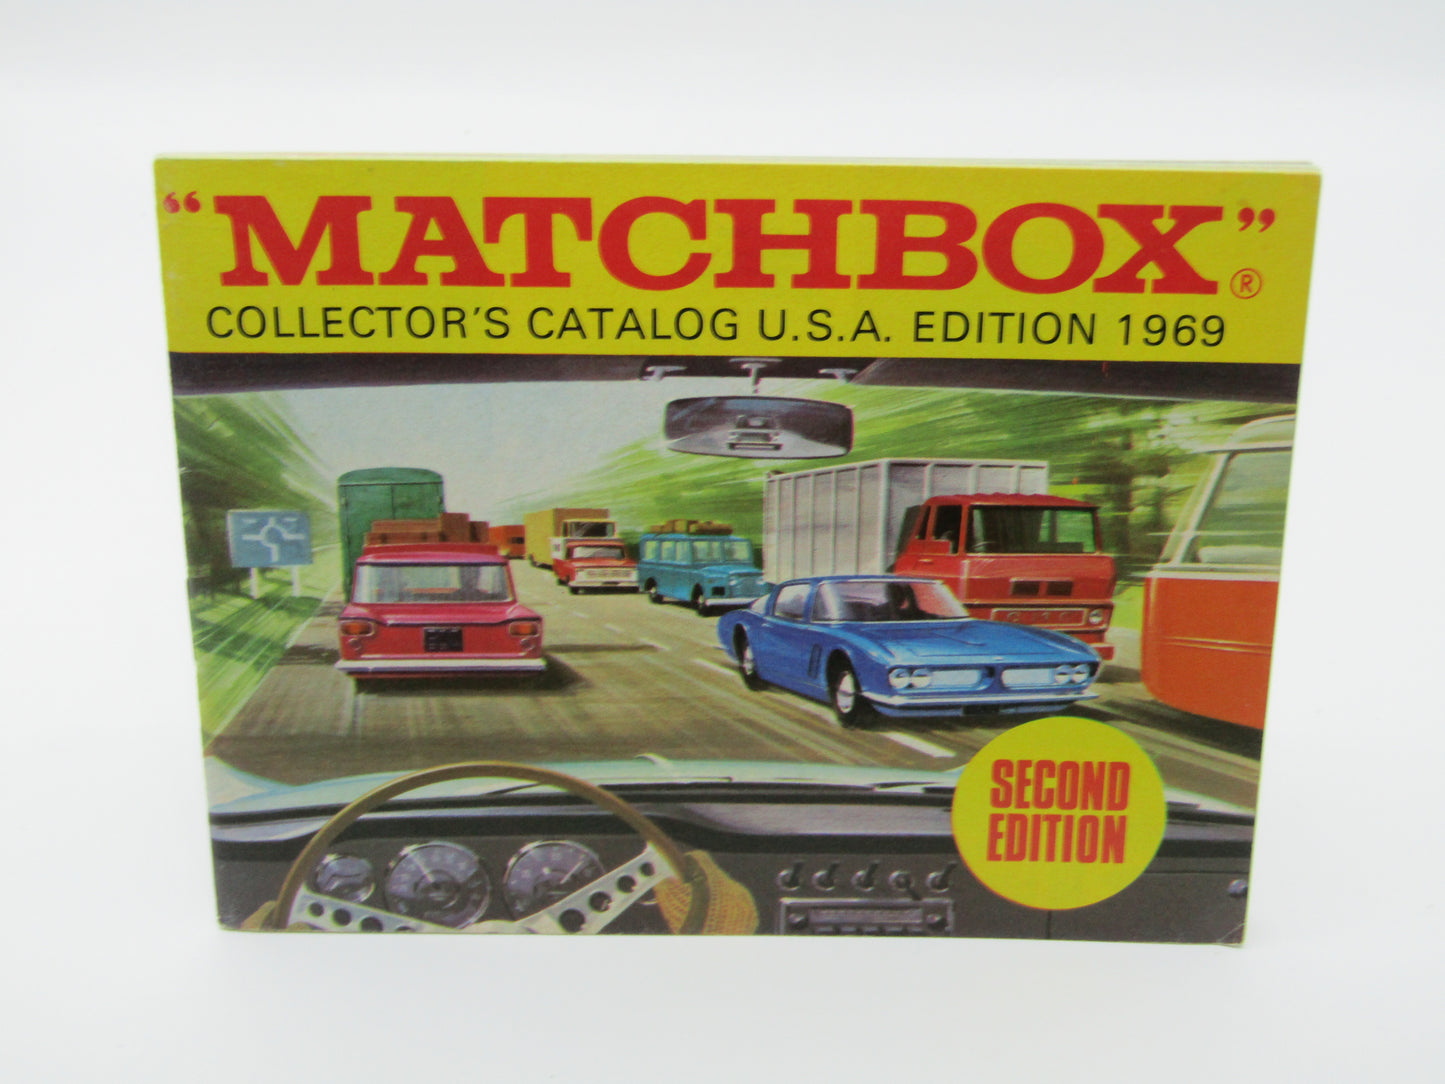 “MATCHBOX”®
COLLECTOR'S CATALOG U.S.A. EDITION 1969
SECOND
EDITION